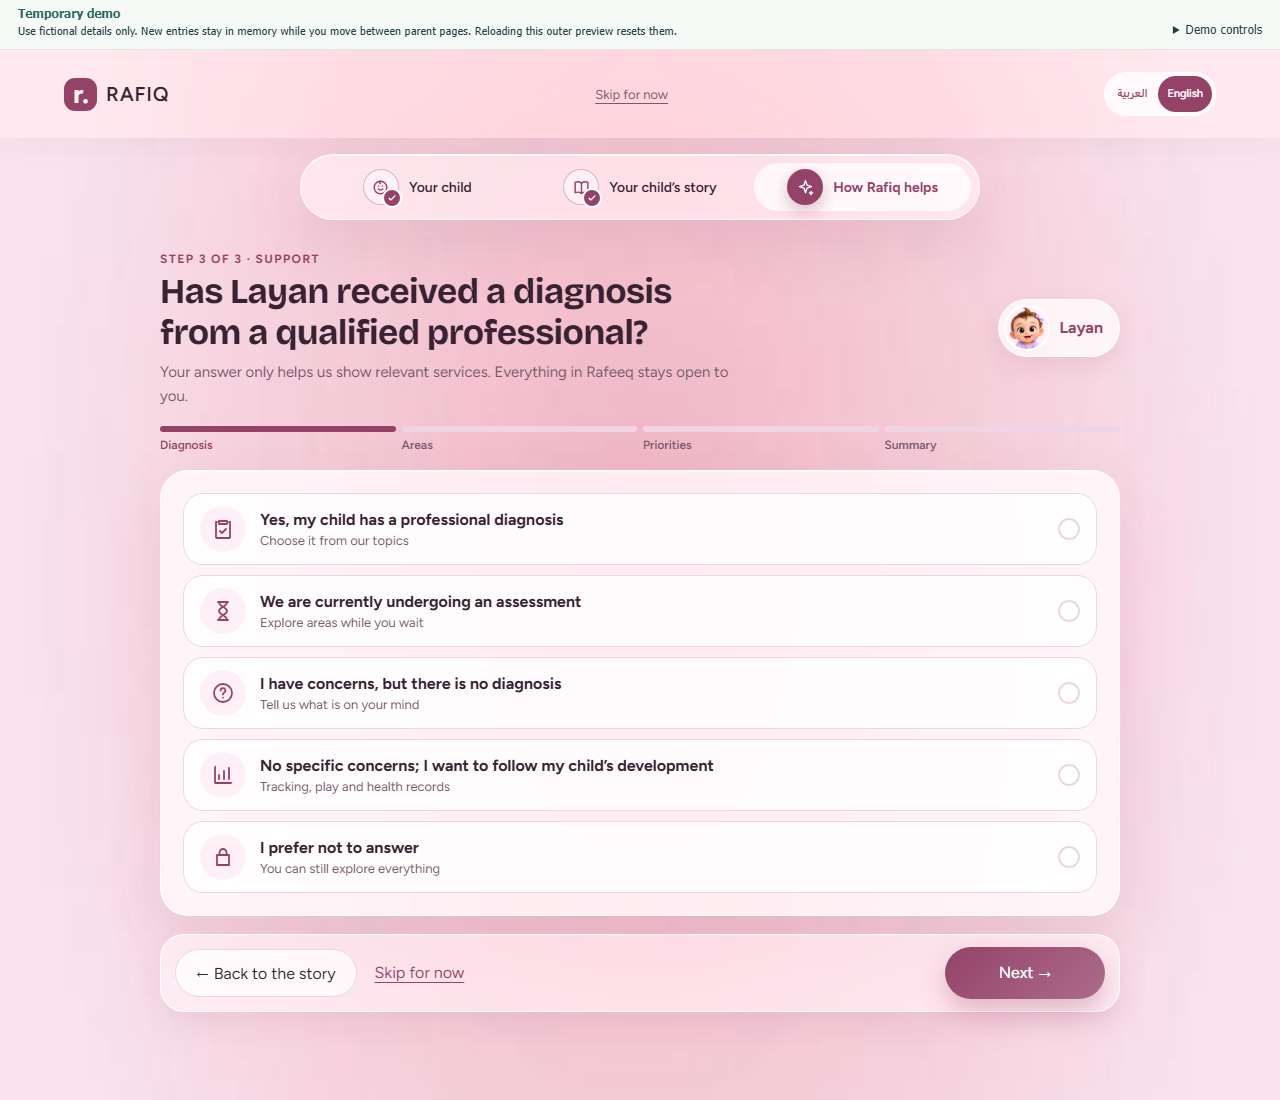 Temporary demo
Use fictional details only. New entries stay in memory while you move between parent pages. Reloading this outer preview resets them.
▶ Demo controls
r. RAFIQ
Skip for now
العربية
English
Your child
Your child’s story
How Rafiq helps
STEP 3 OF 3 · SUPPORT
Has Layan received a diagnosis
from a qualified professional?
Layan
Your answer only helps us show relevant services. Everything in Rafeeq stays open to
you.
Diagnosis
Areas
Priorities
Summary
Yes, my child has a professional diagnosis
Choose it from our topics
We are currently undergoing an assessment
Explore areas while you wait
I have concerns, but there is no diagnosis
Tell us what is on your mind
No specific concerns; I want to follow my child’s development
Tracking, play and health records
I prefer not to answer
You can still explore everything
← Back to the story
Skip for now
Next →